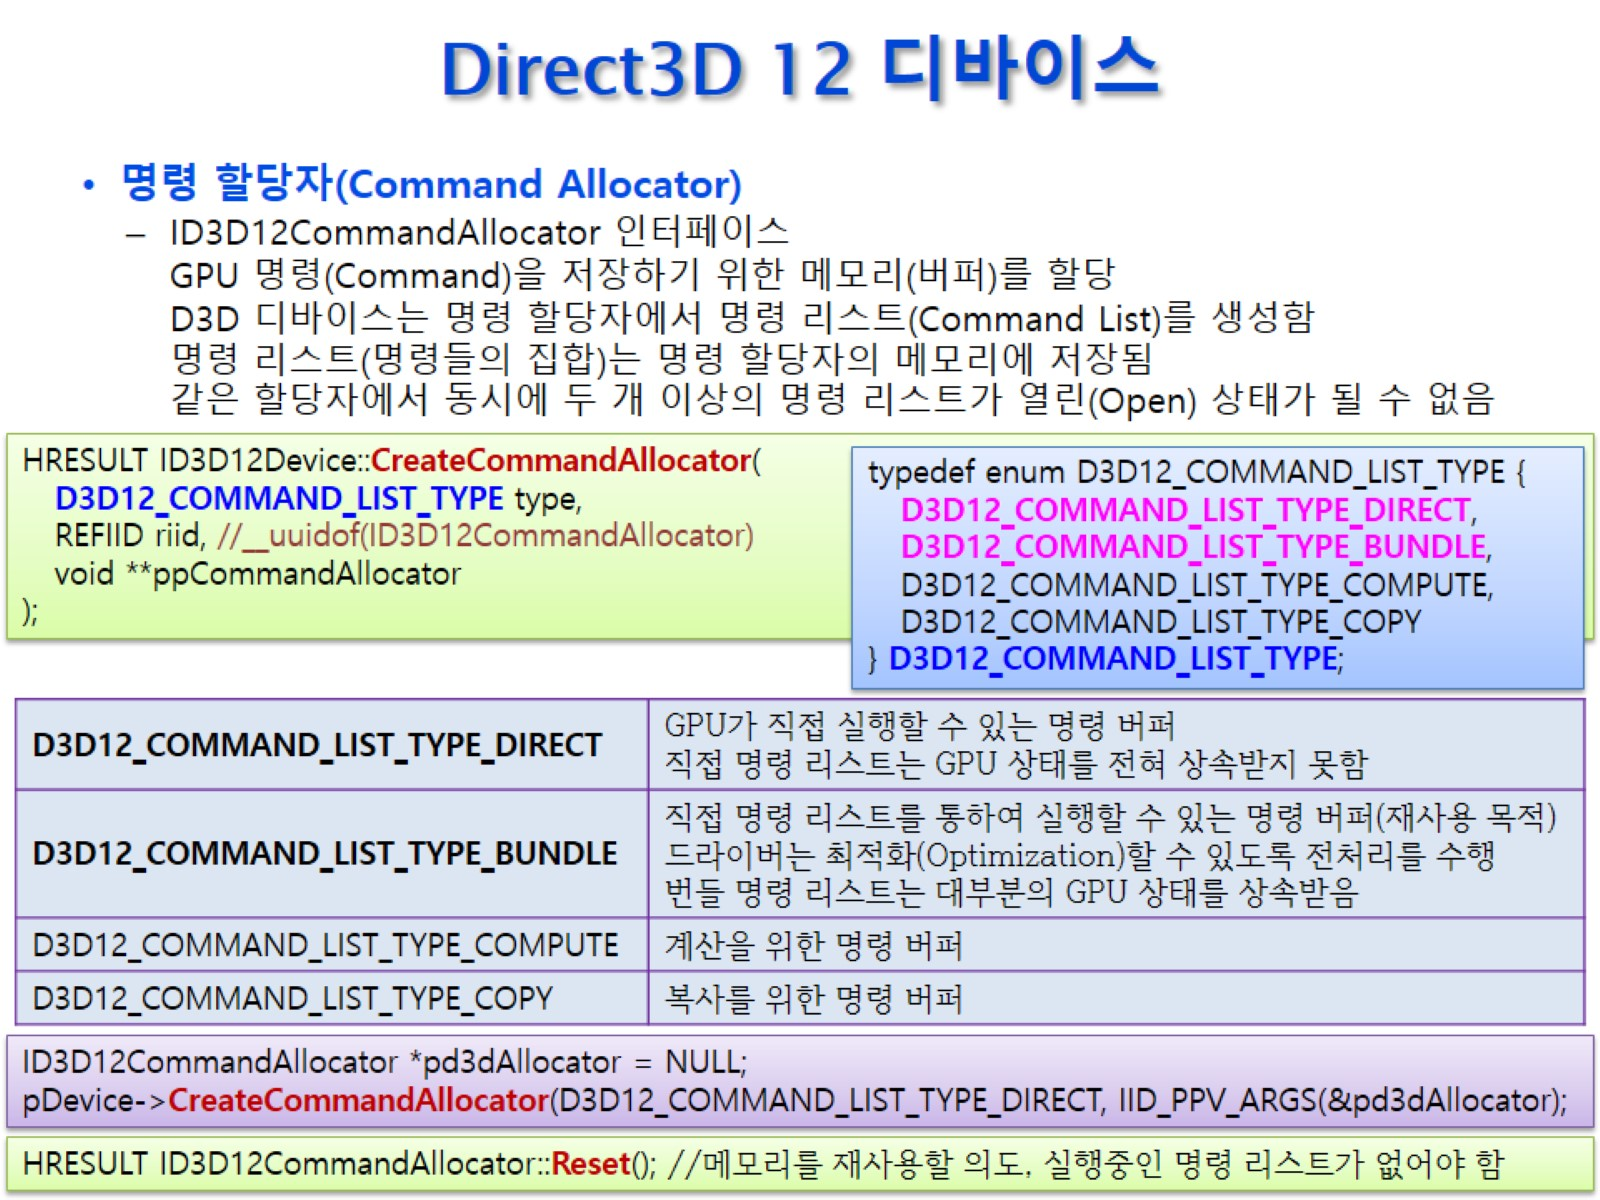 Direct3D 12 디바이스
• 명령 할당자(Command Allocator)
– ID3D12CommandAllocator 인터페이스
GPU 명령(Command)을 저장하기 위한 메모리(버퍼)를 할당
D3D 디바이스는 명령 할당자에서 명령 리스트(Command List)를 생성함
명령 리스트(명령들의 집합)는 명령 할당자의 메모리에 저장됨
같은 할당자에서 동시에 두 개 이상의 명령 리스트가 열린(Open) 상태가 될 수 없음
HRESULT ID3D12Device::CreateCommandAllocator(
D3D12_COMMAND_LIST_TYPE type,
REFIID riid, //__uuidof(ID3D12CommandAllocator)
void **ppCommandAllocator
);
typedef enum D3D12_COMMAND_LIST_TYPE {
D3D12_COMMAND_LIST_TYPE_DIRECT,
D3D12_COMMAND_LIST_TYPE_BUNDLE,
D3D12_COMMAND_LIST_TYPE_COMPUTE,
D3D12_COMMAND_LIST_TYPE_COPY
} D3D12_COMMAND_LIST_TYPE;
D3D12_COMMAND_LIST_TYPE_DIRECT
GPU가 직접 실행할 수 있는 명령 버퍼
직접 명령 리스트는 GPU 상태를 전혀 상속받지 못함
D3D12_COMMAND_LIST_TYPE_BUNDLE
직접 명령 리스트를 통하여 실행할 수 있는 명령 버퍼(재사용 목적)
드라이버는 최적화(Optimization)할 수 있도록 전처리를 수행
번들 명령 리스트는 대부분의 GPU 상태를 상속받음
D3D12_COMMAND_LIST_TYPE_COMPUTE
계산을 위한 명령 버퍼
D3D12_COMMAND_LIST_TYPE_COPY
복사를 위한 명령 버퍼
ID3D12CommandAllocator *pd3dAllocator = NULL;
pDevice->CreateCommandAllocator(D3D12_COMMAND_LIST_TYPE_DIRECT, IID_PPV_ARGS(&pd3dAllocator);
HRESULT ID3D12CommandAllocator::Reset(); //메모리를 재사용할 의도, 실행중인 명령 리스트가 없어야 함